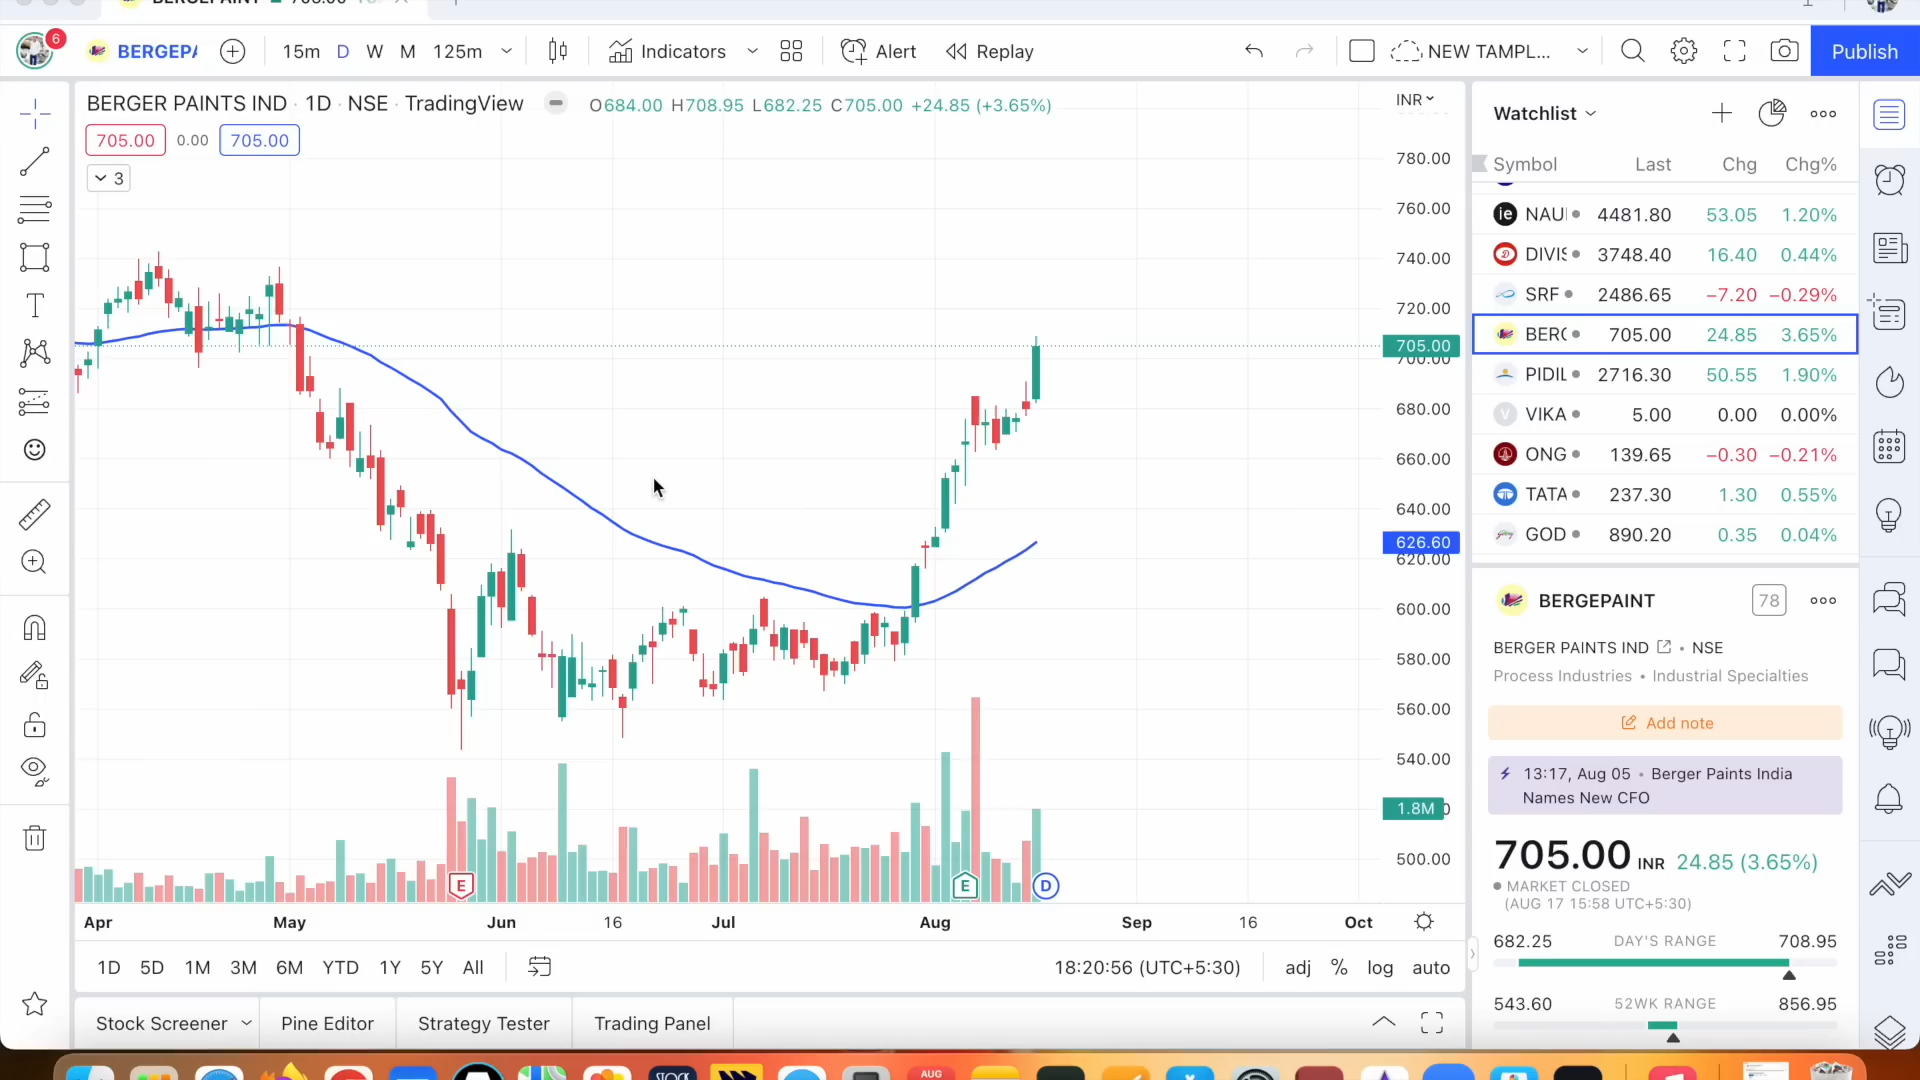 6
BERGEPA
15m D W M 125m
Indicators
Alert
Replay
NEW TAMPL...
Publish
BERGER PAINTS IND · 1D · NSE · TradingView
O684.00 H708.95 L682.25 C705.00 +24.85 (+3.65%)
705.00 0.00 705.00
3
INR
780.00
760.00
740.00
720.00
705.00
700.00
680.00
660.00
640.00
626.60
620.00
600.00
580.00
560.00
540.00
1.8M
500.00
E
E
D
Apr May Jun 16 Jul Aug Sep 16 Oct
1D 5D 1M 3M 6M YTD 1Y 5Y All
18:20:56 (UTC+5:30)
adj % log auto
Stock Screener
Pine Editor
Strategy Tester
Trading Panel
Watchlist
Symbol Last Chg Chg%
NAU 4481.80 53.05 1.20%
DIVIS 3748.40 16.40 0.44%
SRF 2486.65 −7.20 −0.29%
BERG 705.00 24.85 3.65%
PIDIL 2716.30 50.55 1.90%
V VIKA 5.00 0.00 0.00%
ONG 139.65 −0.30 −0.21%
TATA 237.30 1.30 0.55%
GOD 890.20 0.35 0.04%
BERGEPAINT 78
BERGER PAINTS IND • NSE
Process Industries • Industrial Specialties
Add note
13:17, Aug 05 • Berger Paints India
Names New CFO
705.00 INR 24.85 (3.65%)
MARKET CLOSED
(AUG 17 15:58 UTC+5:30)
682.25 DAY'S RANGE 708.95
543.60 52WK RANGE 856.95
STOCK
AUG